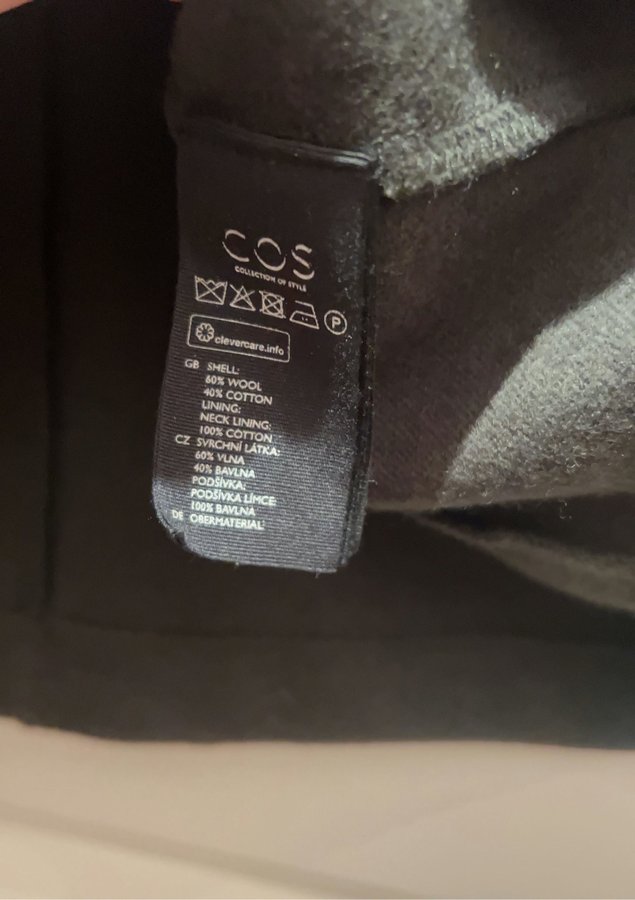 COS
COLLECTION OF STYLE
P
clevercare.info
GB SHELL:
60% WOOL
40% COTTON
LINING:
NECK LINING:
100% COTTON
CZ SVRCHNÍ LÁTKA:
60% VLNA
40% BAVLNA
PODŠÍVKA:
PODŠÍVKA LÍMCE:
100% BAVLNA
DE OBERMATERIAL: